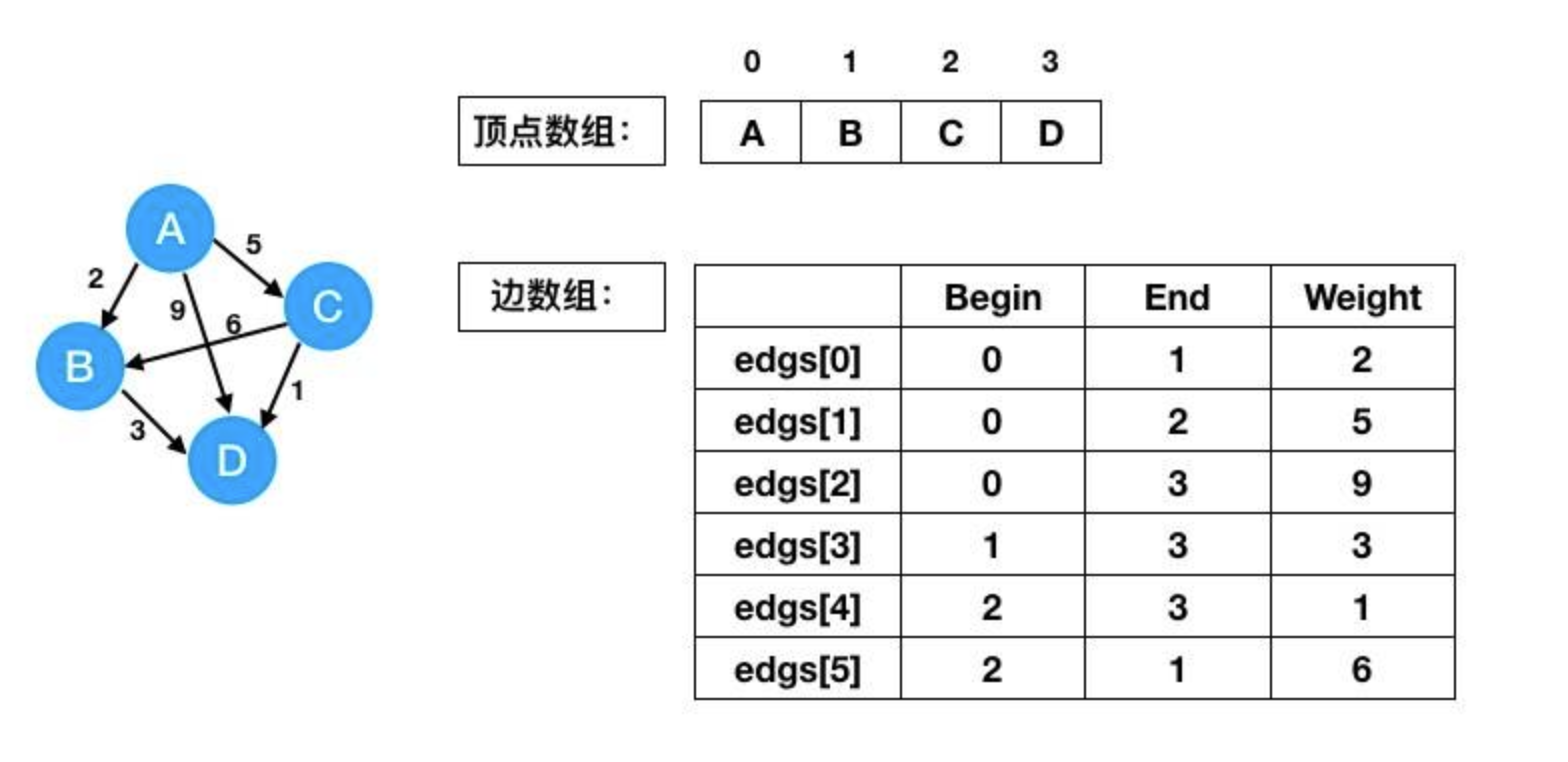 0 1 2 3
顶点数组： A B C D
A
5
2
C
9
6
B
1
3
D
边数组：
Begin End Weight
edgs[0] 0 1 2
edgs[1] 0 2 5
edgs[2] 0 3 9
edgs[3] 1 3 3
edgs[4] 2 3 1
edgs[5] 2 1 6